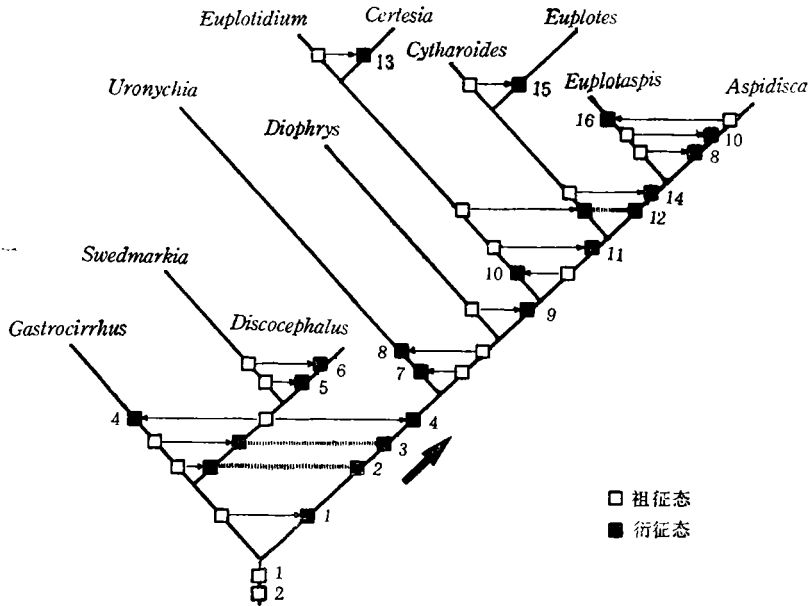 Euplotidium
Certesia
Euplotes
Cytharoides
13
15
Euplotaspis
Aspidisca
Uronychia
16
10
Diophrys
8
14
12
11
10
Swedmarkia
9
Gastrocirrhus
Discocephalus
8
6
7
5
4
4
3
2
祖征态
1
衍征态
1
2